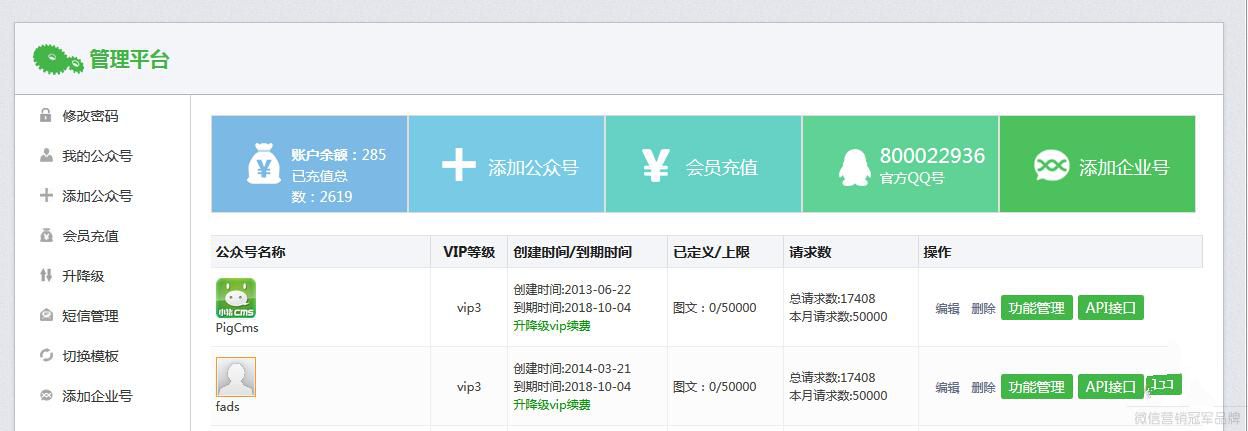 管理平台
修改密码
我的公众号
添加公众号
会员充值
升降级
短信管理
切换模板
添加企业号
账户余额：285
已充值总
数：2619
添加公众号
会员充值
800022936
官方QQ号
添加企业号
公众号名称 VIP等级 创建时间/到期时间 已定义/上限 请求数 操作
小猪CMS
PigCms
vip3
创建时间:2013-06-22
到期时间:2018-10-04
升降级vip续费
图文：0/50000
总请求数:17408
本月请求数:50000
编辑 删除 功能管理 API接口
fads
vip3
创建时间:2014-03-21
到期时间:2018-10-04
升降级vip续费
图文：0/50000
总请求数:17408
本月请求数:50000
编辑 删除 功能管理 API接口
微信营销冠军品牌